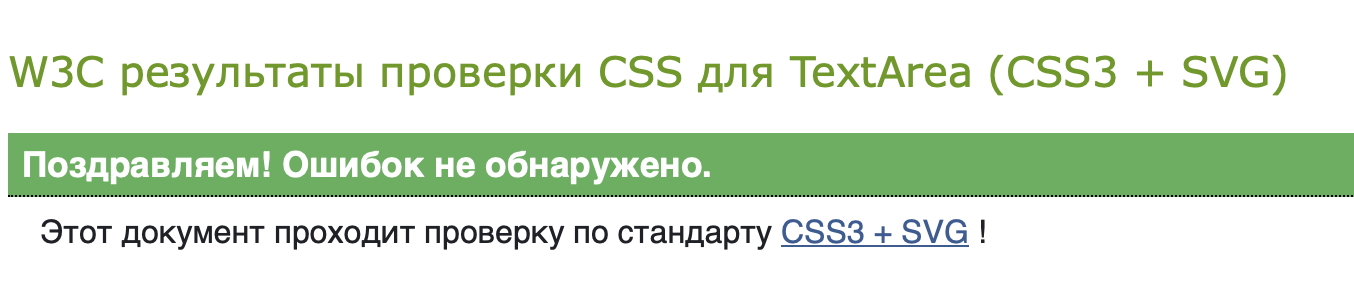 W3C результаты проверки CSS для TextArea (CSS3 + SVG)
Поздравляем! Ошибок не обнаружено.
Этот документ проходит проверку по стандарту CSS3 + SVG !